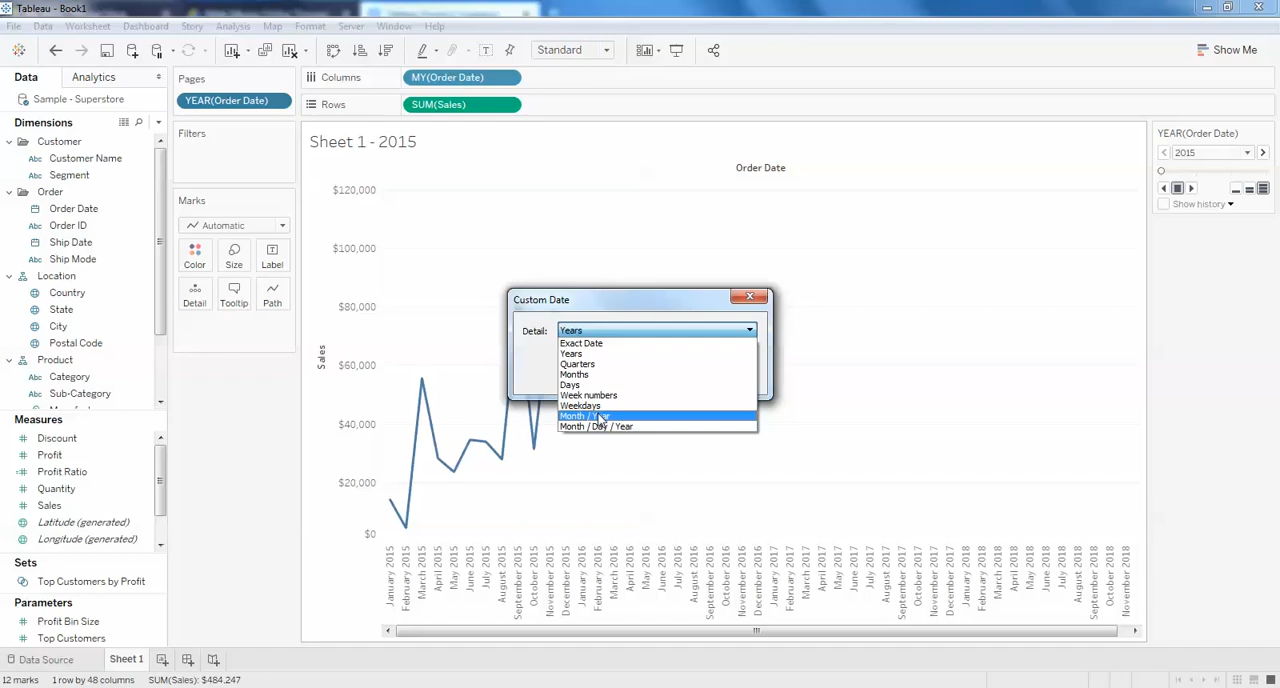 Tableau - Book1
File Data Worksheet Dashboard Story Analysis Map Format Server Window Help
Standard
Show Me
Data Analytics
Sample - Superstore
Dimensions
Customer
Abc Customer Name
Abc Segment
Order
Order Date
Abc Order ID
Ship Date
Abc Ship Mode
Location
Country
State
City
Postal Code
Product
Abc Category
Abc Sub-Category
Measures
# Discount
# Profit
# Profit Ratio
# Quantity
# Sales
Latitude (generated)
Longitude (generated)
Sets
Top Customers by Profit
Parameters
# Profit Bin Size
# Top Customers
Pages
YEAR(Order Date)
Filters
Marks
Automatic
Color Size Label
Detail Tooltip Path
Columns MY(Order Date)
Rows SUM(Sales)
Sheet 1 - 2015
Order Date
$120,000
$100,000
$80,000
$60,000
$40,000
$20,000
$0
Sales
Custom Date
Detail: Years
Exact Date
Years
Quarters
Months
Days
Week numbers
Weekdays
Month / Year
Month / Day / Year
January 2015
February 2015
March 2015
April 2015
May 2015
June 2015
July 2015
August 2015
September 2015
October 2015
November 2015
December 2015
January 2016
February 2016
March 2016
April 2016
May 2016
June 2016
July 2016
August 2016
September 2016
October 2016
November 2016
December 2016
January 2017
February 2017
March 2017
April 2017
May 2017
June 2017
July 2017
August 2017
September 2017
October 2017
November 2017
December 2017
January 2018
February 2018
March 2018
April 2018
May 2018
June 2018
July 2018
August 2018
September 2018
October 2018
November 2018
YEAR(Order Date)
2015
Show history
Data Source Sheet 1
12 marks 1 row by 48 columns SUM(Sales): $484,247